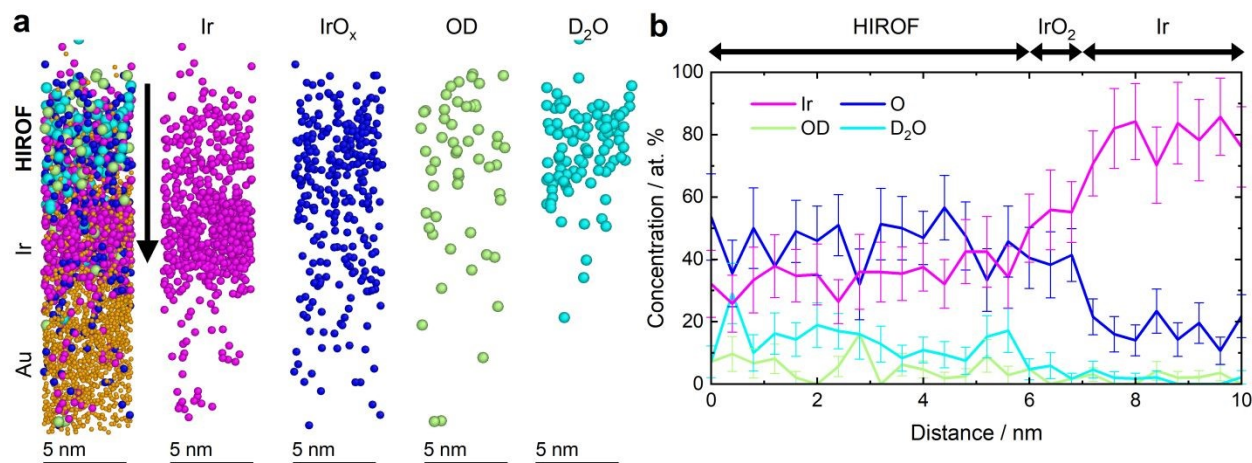 a
Ir
IrOₓ
OD
D₂O
HIROF
Ir
Au
5 nm
5 nm
5 nm
5 nm
5 nm
b
HIROF
IrO₂
Ir
Ir
O
OD
D₂O
Concentration / at. %
100
80
60
40
20
0
0
2
4
6
8
10
Distance / nm